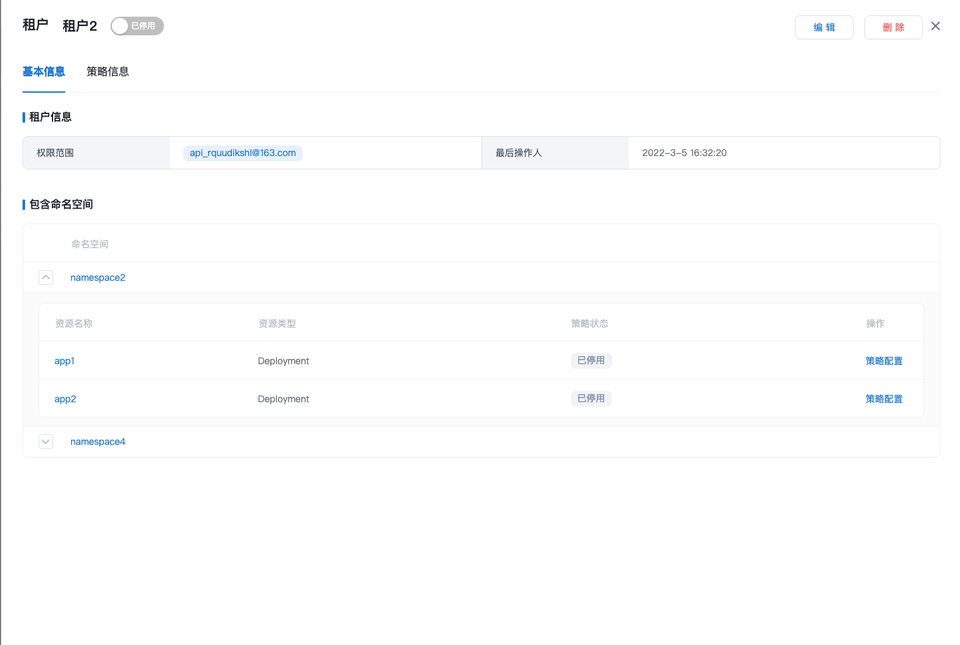 租户 租户2 已停用 编 辑 删 除
基本信息 策略信息
租户信息
权限范围 api_rquudikshl@163.com 最后操作人 2022-3-5 16:32:20
包含命名空间
命名空间
namespace2
资源名称 资源类型 策略状态 操作
app1 Deployment 已停用 策略配置
app2 Deployment 已停用 策略配置
namespace4